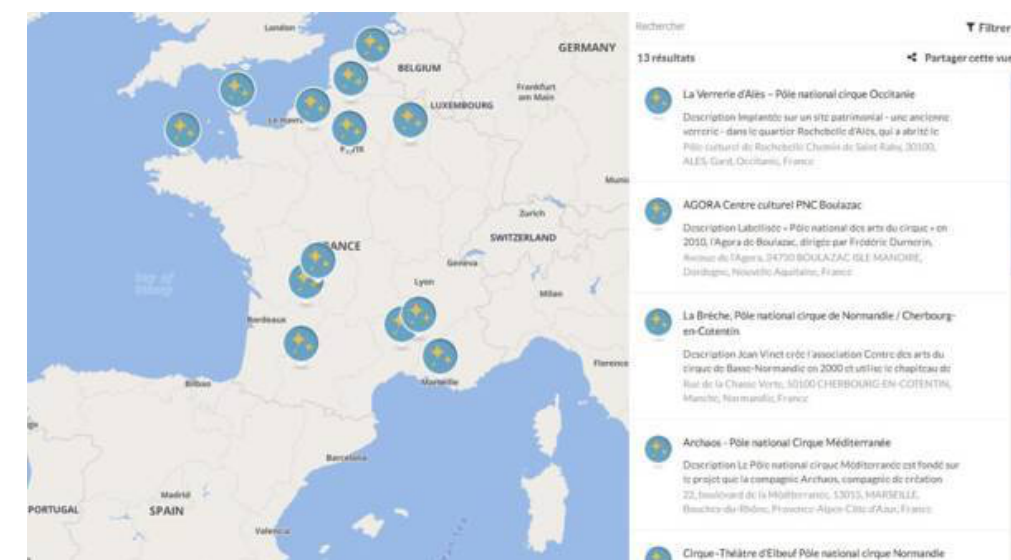 London
GERMANY
BELGIUM
Frankfurt
am Main
LUXEMBOURG
Le Havre
Munic
Zurich
SWITZERLAND
ANCE
Geneva
Bay of
Lyon
Milan
Bordeaux
Florence
Bilbao
Marseille
Barcelona
Madrid
PORTUGAL
SPAIN
Valencia
Rechercher
Filtrer
13 résultats
Partager cette vue
La Verrerie d'Alès – Pôle national cirque Occitanie
Description Implantée sur un site patrimonial - une ancienne
verrerie - dans le quartier Rochebelle d'Alès, qui a abrité le
Pôle culturel de Rochebelle Chemin de Saint Raby, 30100,
ALES, Gard, Occitanie, France
AGORA Centre culturel PNC Boulazac
Description Labellisée « Pôle national des arts du cirque » en
2010, l'Agora de Boulazac, dirigée par Frédéric Durnerin,
Avenue de l'Agora, 24750 BOULAZAC ISLE MANOIRE,
Dordogne, Nouvelle Aquitaine, France
La Brèche, Pôle national cirque de Normandie / Cherbourg-
en-Cotentin
Description Jean Vinet crée l'association Centre des arts du
cirque de Basse-Normandie en 2000 et utilise le chapiteau de
Rue de la Chasse Verte, 50100 CHERBOURG-EN-COTENTIN,
Manche, Normandie, France
Archaos - Pôle national Cirque Méditerranée
Description Le Pôle national cirque Méditerranée est fondé sur
le projet que la compagnie Archaos, compagnie de création
22, boulevard de la Méditerranée, 13015, MARSEILLE,
Bouches-du-Rhône, Provence-Alpes-Côte d'Azur, France
Cirque-Théâtre d'Elbeuf Pôle national cirque Normandie